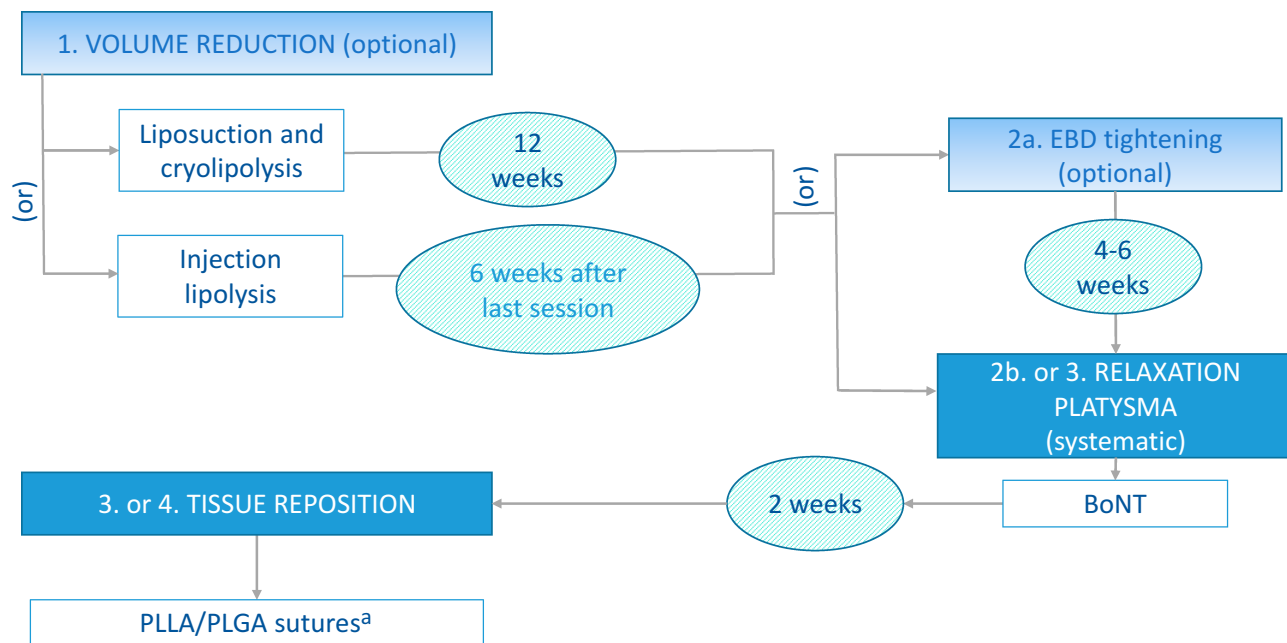 1. VOLUME REDUCTION (optional)
(or)
Liposuction and
cryolipolysis
12
weeks
Injection
lipolysis
6 weeks after
last session
(or)
2a. EBD tightening
(optional)
4-6
weeks
2b. or 3. RELAXATION
PLATYSMA
(systematic)
BoNT
2 weeks
3. or 4. TISSUE REPOSITION
PLLA/PLGA suturesᵃ